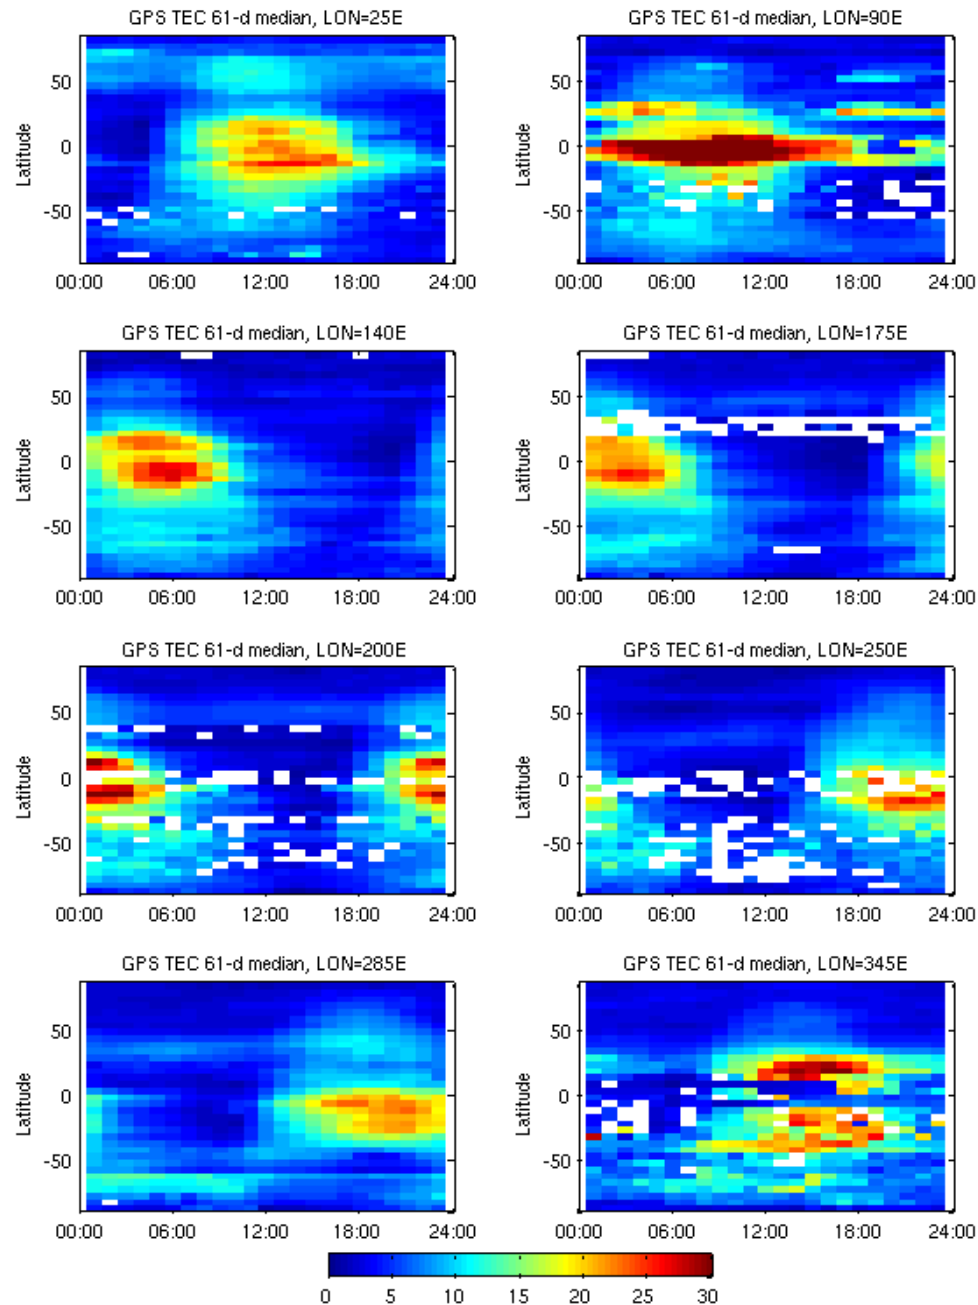 GPS TEC 61-d median, LON=25E
GPS TEC 61-d median, LON=90E
Latitude
50
0
-50
00:00 06:00 12:00 18:00 24:00
Latitude
50
0
-50
00:00 06:00 12:00 18:00 24:00
GPS TEC 61-d median, LON=140E
GPS TEC 61-d median, LON=175E
Latitude
50
0
-50
00:00 06:00 12:00 18:00 24:00
Latitude
50
0
-50
00:00 06:00 12:00 18:00 24:00
GPS TEC 61-d median, LON=200E
GPS TEC 61-d median, LON=250E
Latitude
50
0
-50
00:00 06:00 12:00 18:00 24:00
Latitude
50
0
-50
00:00 06:00 12:00 18:00 24:00
GPS TEC 61-d median, LON=285E
GPS TEC 61-d median, LON=345E
Latitude
50
0
-50
00:00 06:00 12:00 18:00 24:00
Latitude
50
0
-50
00:00 06:00 12:00 18:00 24:00
0 5 10 15 20 25 30